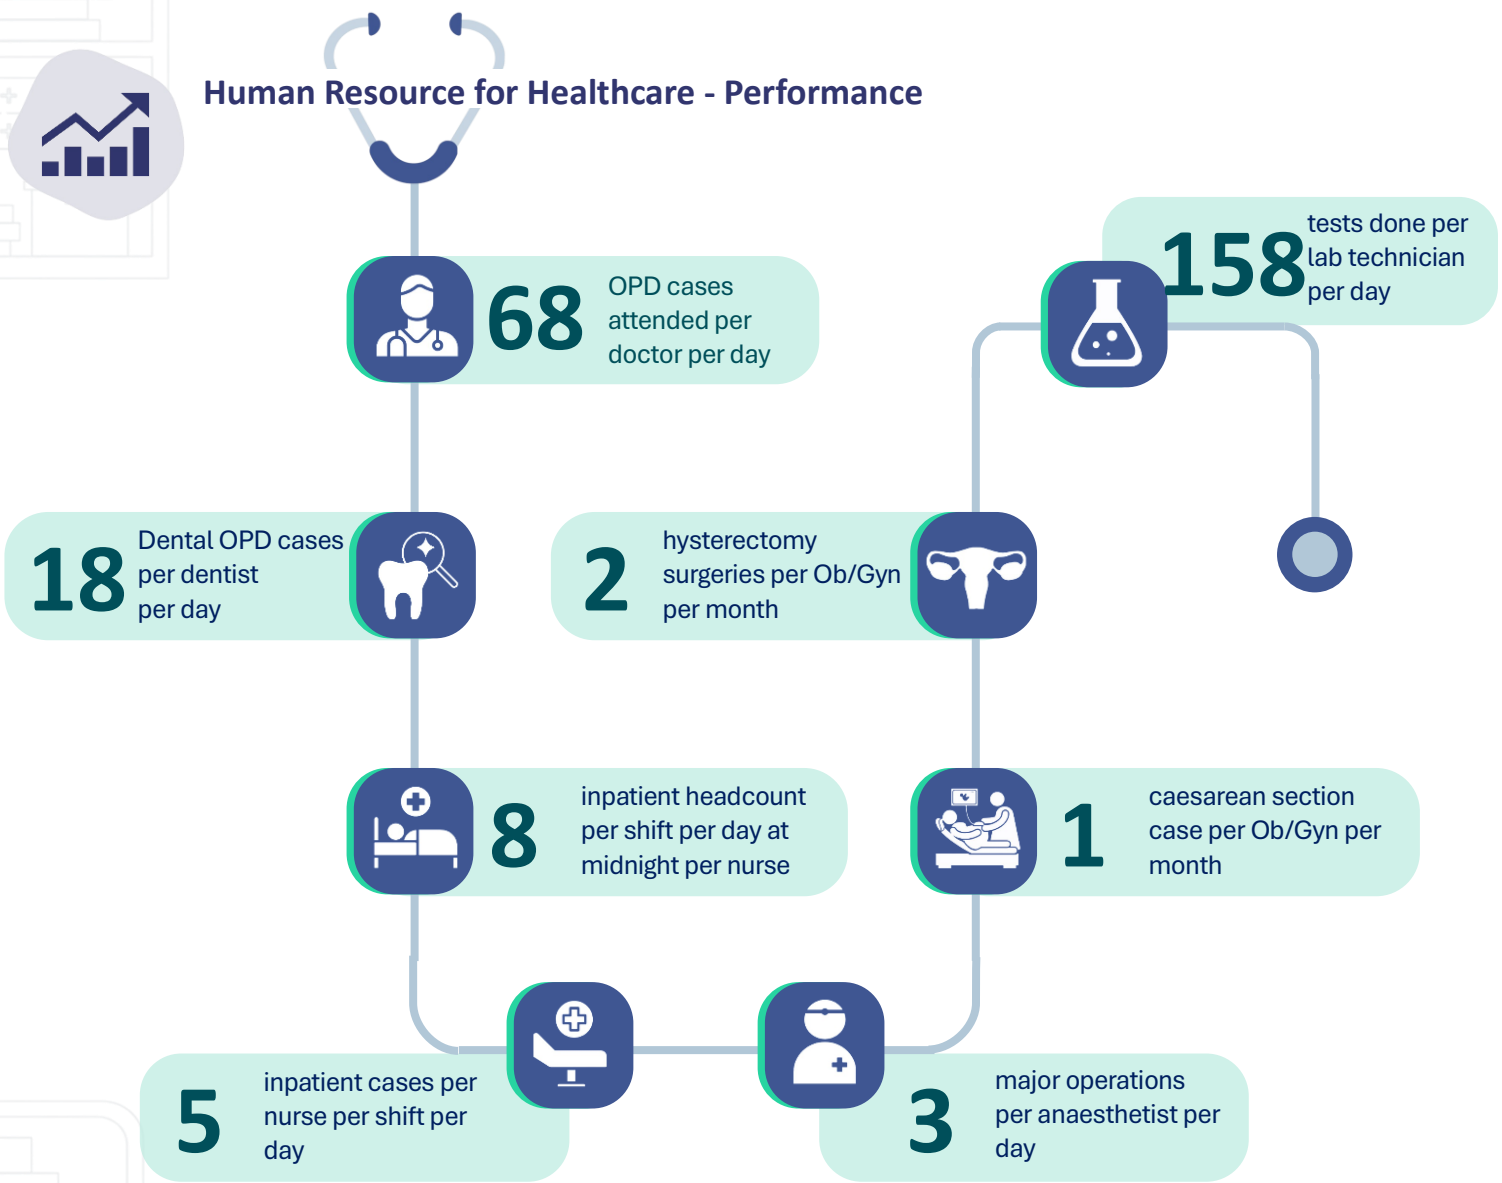 Human Resource for Healthcare - Performance
68
OPD cases
attended per
doctor per day
18
Dental OPD cases
per dentist
per day
8
inpatient headcount
per shift per day at
midnight per nurse
5
inpatient cases per
nurse per shift per
day
3
major operations
per anaesthetist per
day
1
caesarean section
case per Ob/Gyn per
month
2
hysterectomy
surgeries per Ob/Gyn
per month
158
tests done per
lab technician
per day